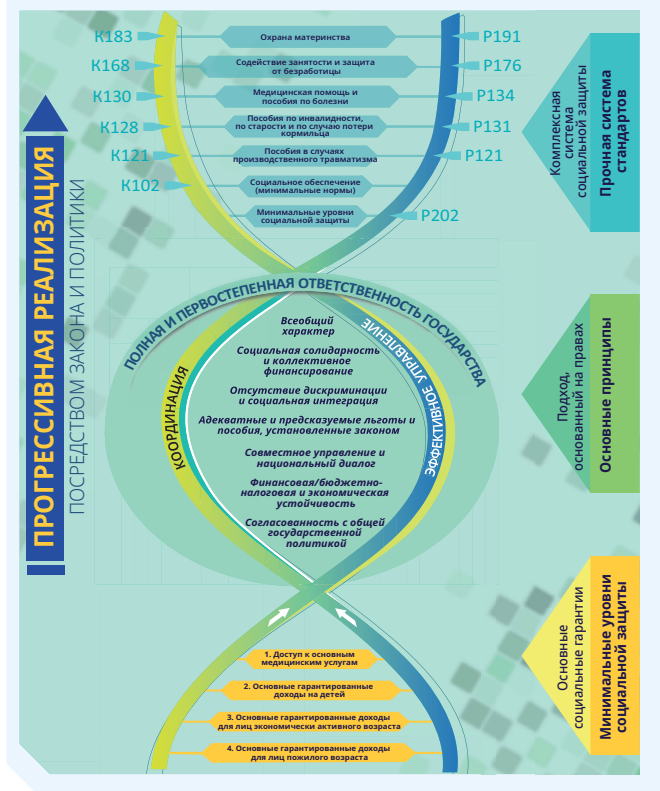 К183
Охрана материнства
Р191
К168
Содействие занятости и защита
от безработицы
Р176
К130
Медицинская помощь и
пособия по болезни
Р134
К128
Пособия по инвалидности,
по старости и по случаю потери
кормильца
Р131
К121
Пособия в случаях
производственного травматизма
Р121
К102
Социальное обеспечение
(минимальные нормы)
Минимальные уровни
социальной защиты
Р202
Комплексная
система
социальной защиты
Прочная система
стандартов
ПРОГРЕССИВНАЯ РЕАЛИЗАЦИЯ
ПОСРЕДСТВОМ ЗАКОНА И ПОЛИТИКИ
ПОЛНАЯ И ПЕРВОСТЕПЕННАЯ ОТВЕТСТВЕННОСТЬ ГОСУДАРСТВА
КООРДИНАЦИЯ
ЭФФЕКТИВНОЕ УПРАВЛЕНИЕ
Всеобщий
характер
Социальная солидарность
и коллективное
финансирование
Отсутствие дискриминации
и социальная интеграция
Адекватные и предсказуемые льготы и
пособия, установленные законом
Совместное управление и
национальный диалог
Финансовая/бюджетно-
налоговая и экономическая
устойчивость
Согласованность с общей
государственной
политикой
Подход,
основанный на правах
Основные принципы
1. Доступ к основным
медицинским услугам
2. Основные гарантированные
доходы на детей
3. Основные гарантированные доходы
для лиц экономически активного возраста
4. Основные гарантированные доходы
для лиц пожилого возраста
Основные
социальные гарантии
Минимальные уровни
социальной защиты